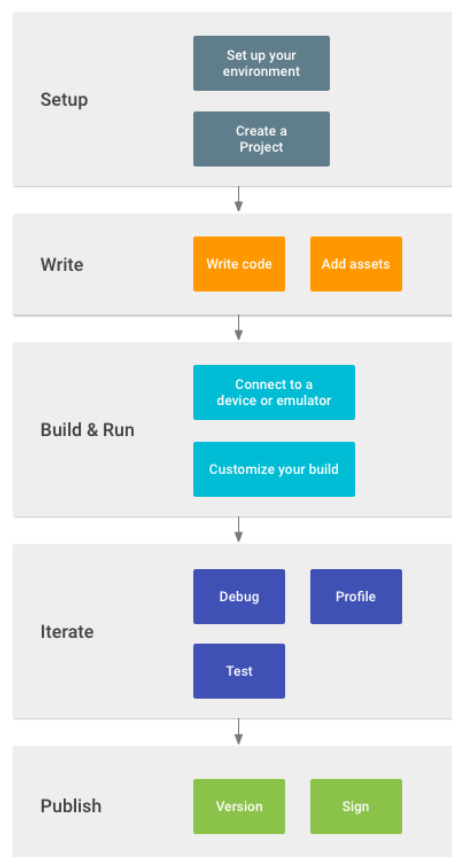 Setup
Set up your
environment
Create a
Project
Write
Write code
Add assets
Build & Run
Connect to a
device or emulator
Customize your build
Iterate
Debug
Profile
Test
Publish
Version
Sign